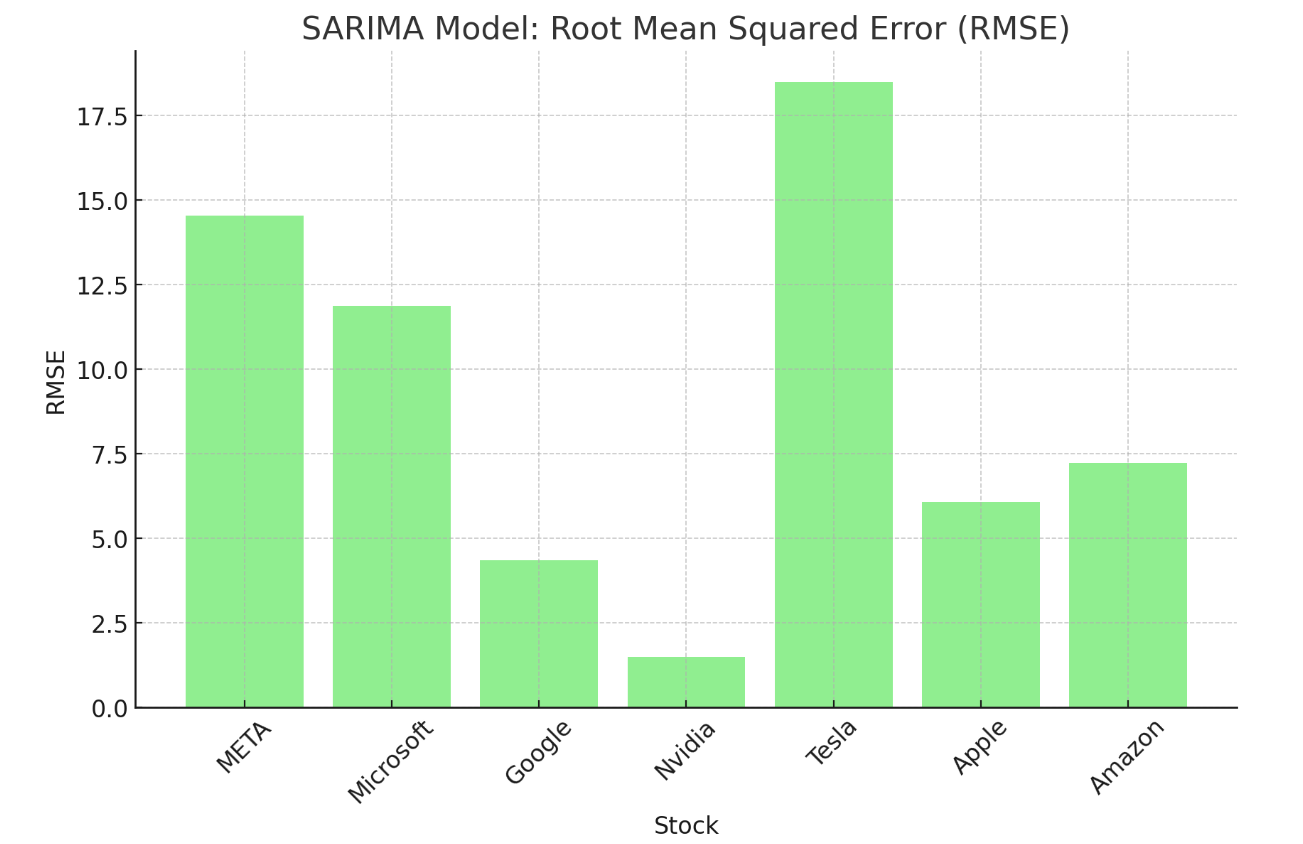 SARIMA Model: Root Mean Squared Error (RMSE)
17.5
15.0
12.5
10.0
7.5
5.0
2.5
0.0
RMSE
META
Microsoft
Google
Nvidia
Tesla
Apple
Amazon
Stock